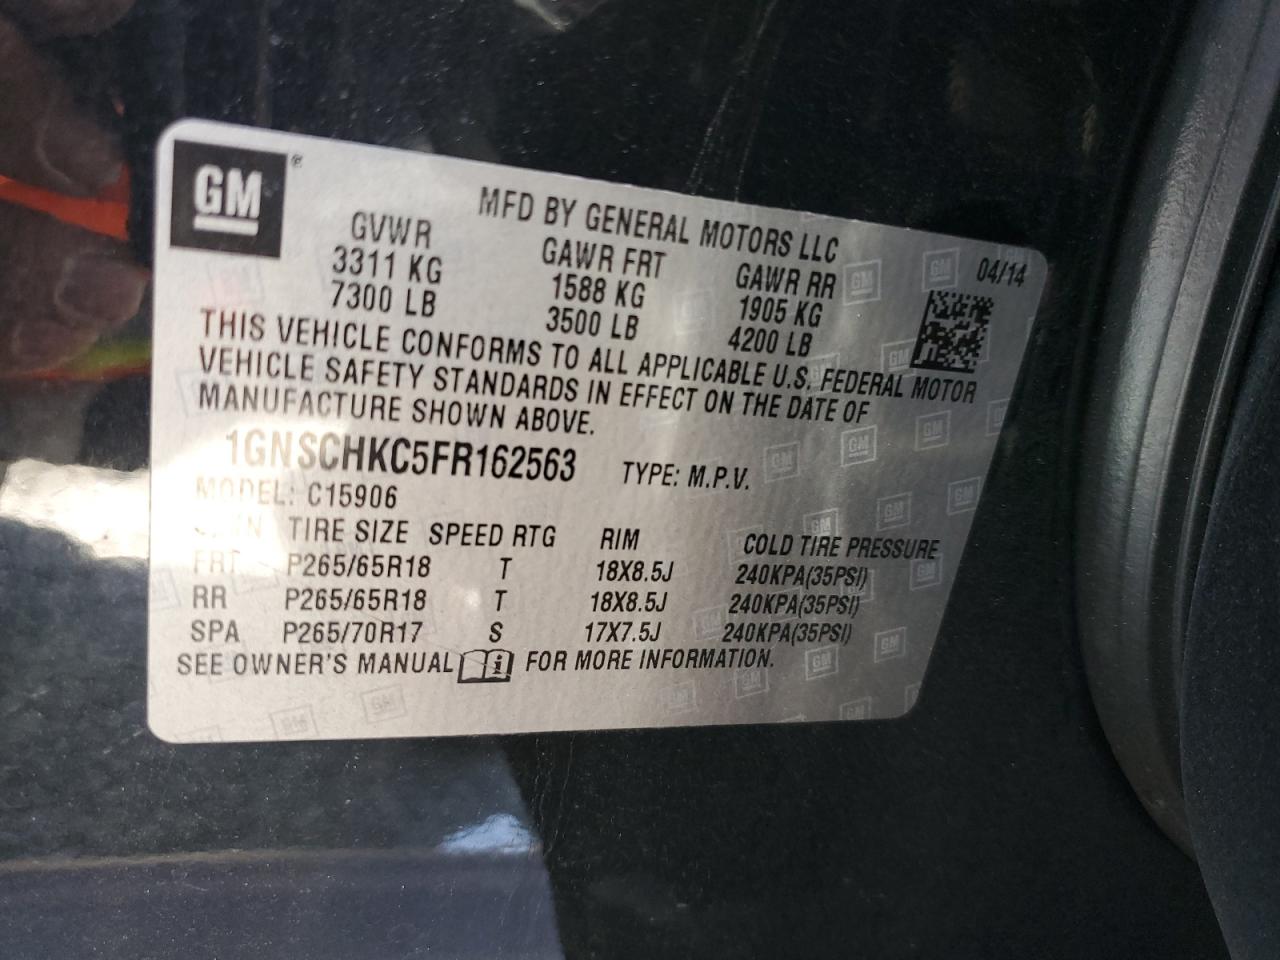 GM
MFD BY GENERAL MOTORS LLC
04/14
GVWR GAWR FRT GAWR RR
3311 KG 1588 KG 1905 KG
7300 LB 3500 LB 4200 LB
THIS VEHICLE CONFORMS TO ALL APPLICABLE U.S. FEDERAL MOTOR
VEHICLE SAFETY STANDARDS IN EFFECT ON THE DATE OF
MANUFACTURE SHOWN ABOVE.
1GNSCHKC5FR162563 TYPE: M.P.V.
MODEL: C15906
TIRE SIZE SPEED RTG RIM COLD TIRE PRESSURE
FRT P265/65R18 T 18X8.5J 240KPA(35PSI)
RR P265/65R18 T 18X8.5J 240KPA(35PSI)
SPA P265/70R17 S 17X7.5J 240KPA(35PSI)
SEE OWNER'S MANUAL i FOR MORE INFORMATION.